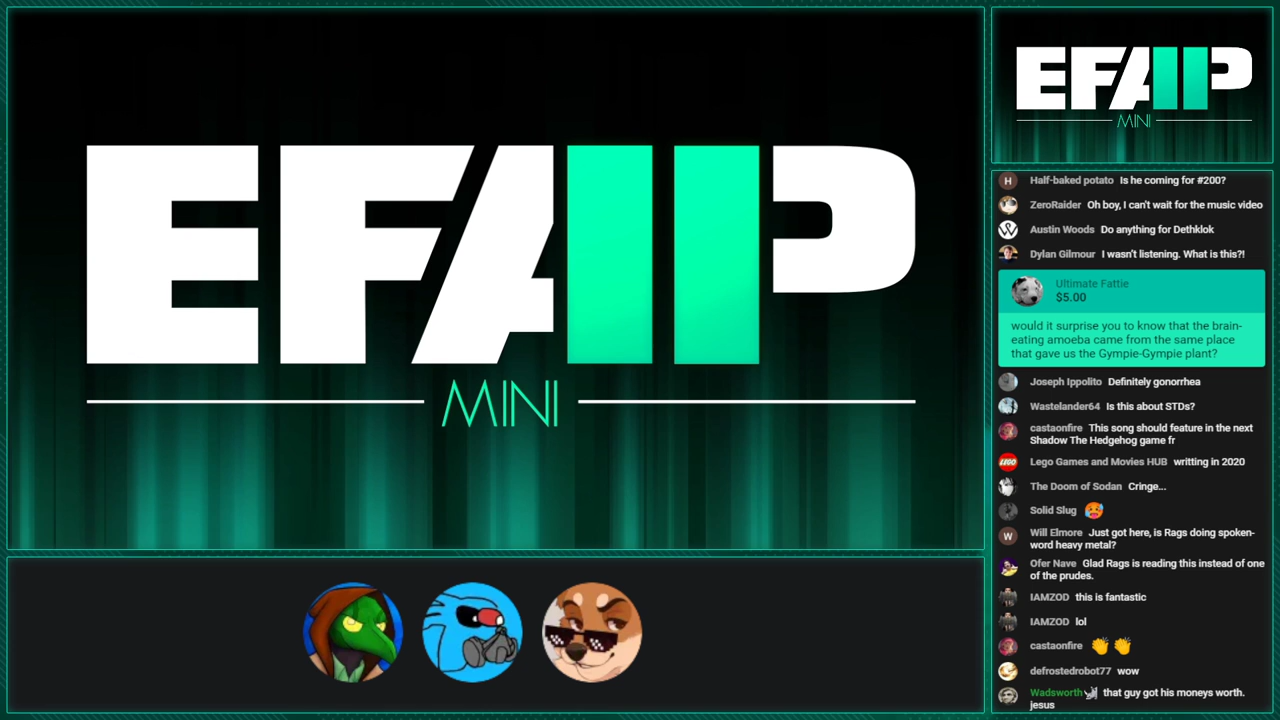 EFAP
MINI
EFAP
MINI
H
Half-baked potato Is he coming for #200?
ZeroRaider Oh boy, I can't wait for the music video
Austin Woods Do anything for Dethklok
Dylan Gilmour I wasn't listening. What is this?!
Ultimate Fattie
$5.00
would it surprise you to know that the brain-
eating amoeba came from the same place
that gave us the Gympie-Gympie plant?
Joseph Ippolito Definitely gonorrhea
Wastelander64 Is this about STDs?
castaonfire This song should feature in the next
Shadow The Hedgehog game fr
LEGO
Lego Games and Movies HUB writting in 2020
The Doom of Sodan Cringe...
Solid Slug 🥵
W
Will Elmore Just got here, is Rags doing spoken-
word heavy metal?
Ofer Nave Glad Rags is reading this instead of one
of the prudes.
IAMZOD this is fantastic
IAMZOD lol
castaonfire 👏 👏
defrostedrobot77 wow
Wadsworth that guy got his moneys worth.
jesus